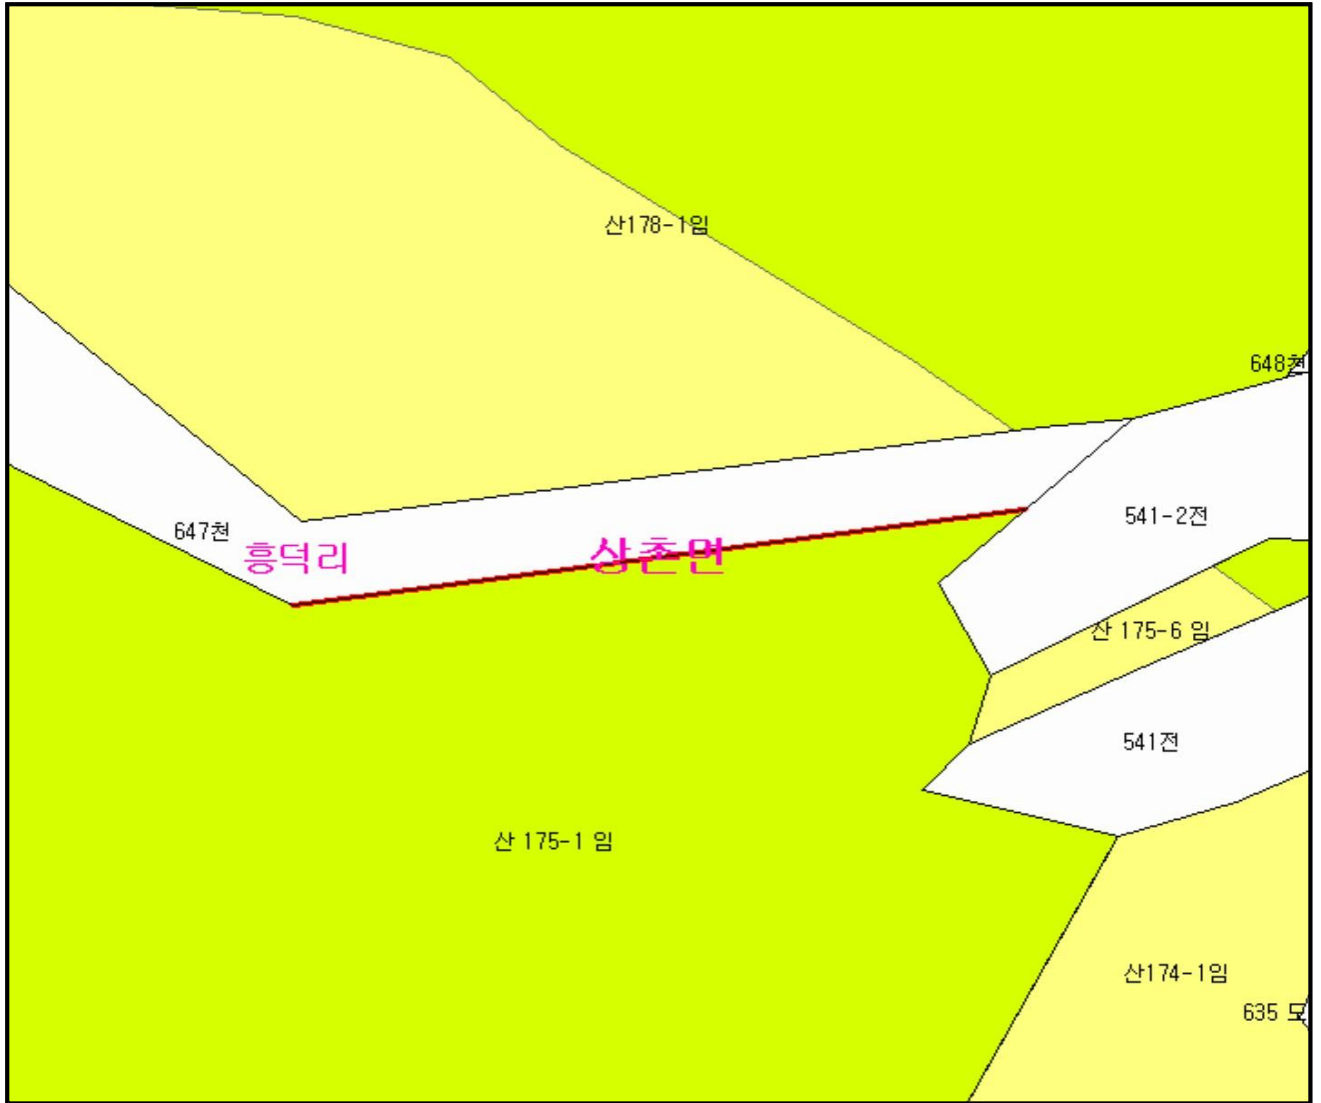 산178-1임
648천
541-2전
647천
흥덕리
상촌면
산 175-6 임
541전
산 175-1 임
산174-1임
635